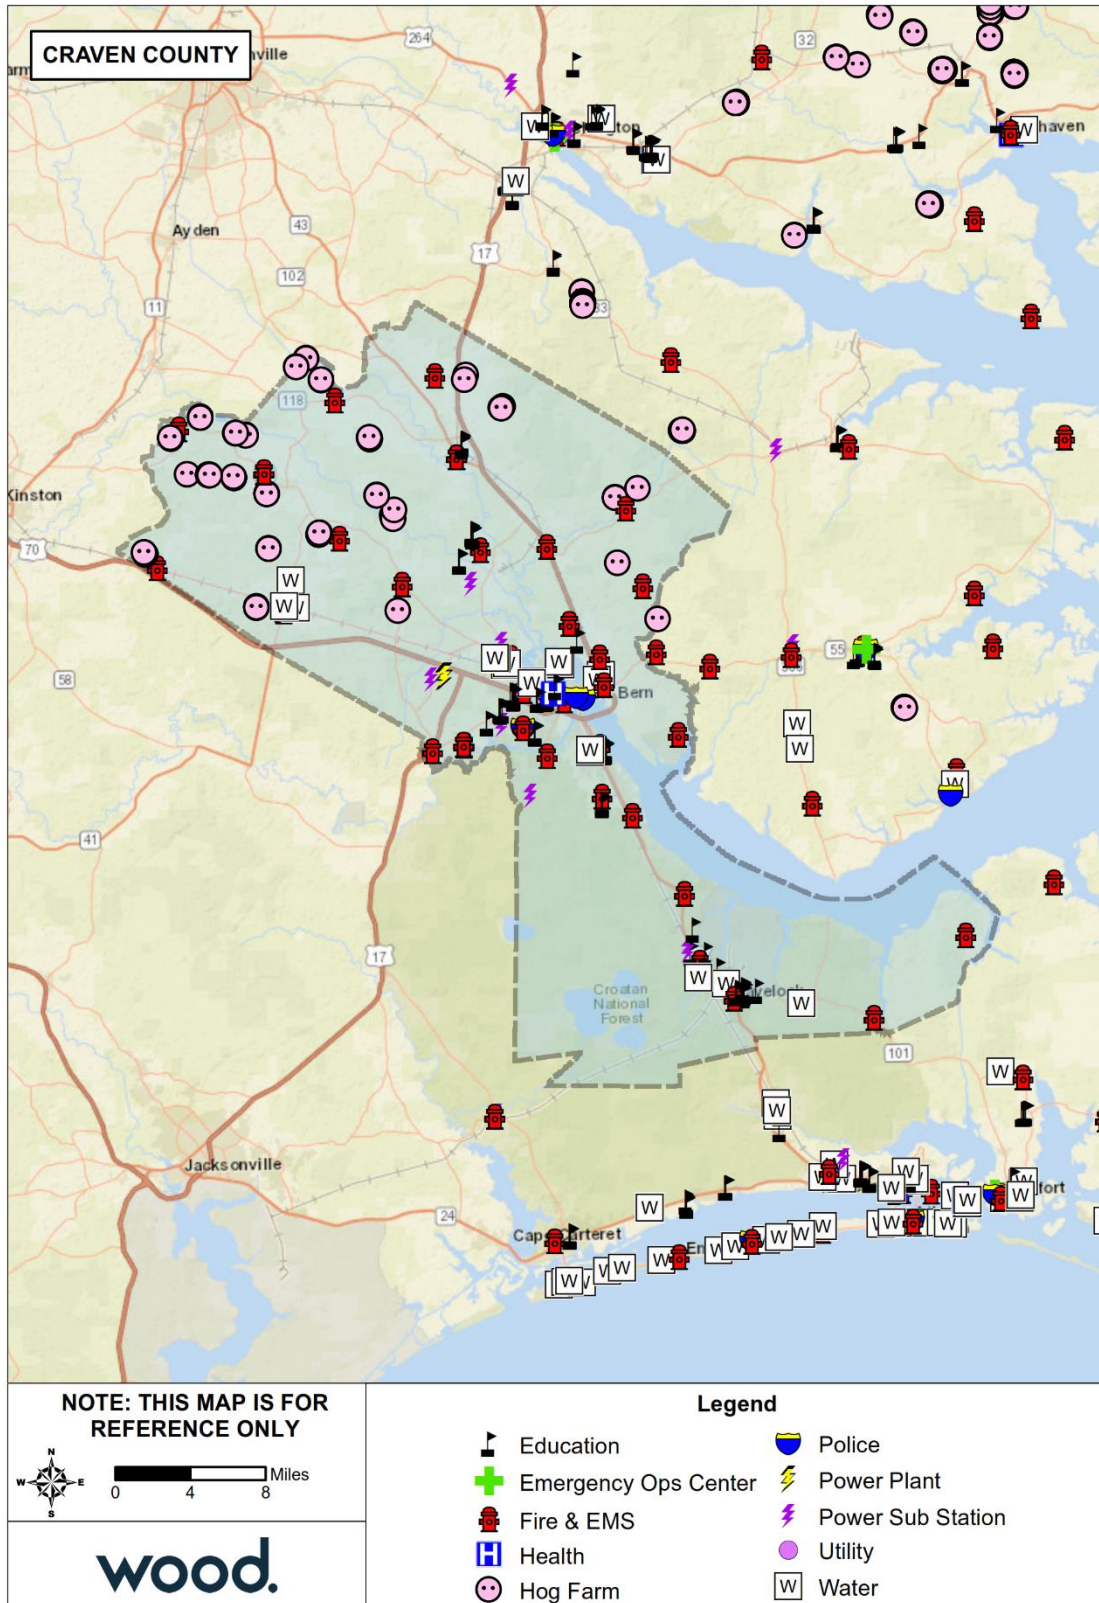 CRAVEN COUNTY
264
32
Ayden
43
17
102
11
33
118
Kinston
70
55
58
Bern
41
17
Croatan
National
Forest
101
Jacksonville
24
NOTE: THIS MAP IS FOR
REFERENCE ONLY
N
W E
S
0 4 8 Miles
wood.
Legend
Education
Emergency Ops Center
Fire & EMS
H Health
Hog Farm
Police
Power Plant
Power Sub Station
Utility
W Water